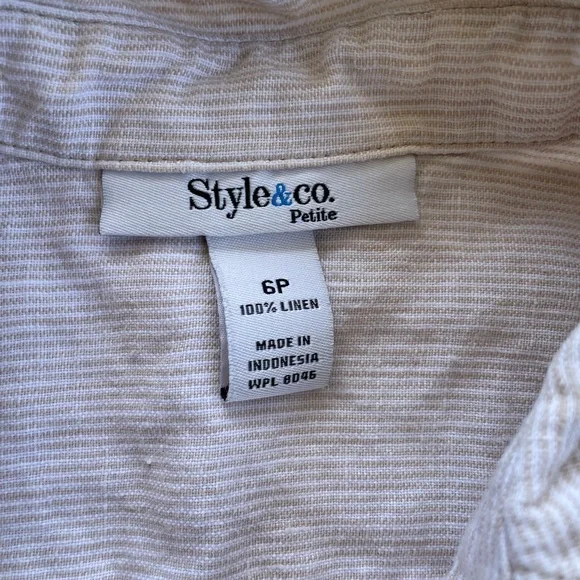 Style&co.
Petite
6P
100% LINEN
MADE IN
INDONESIA
WPL 8046